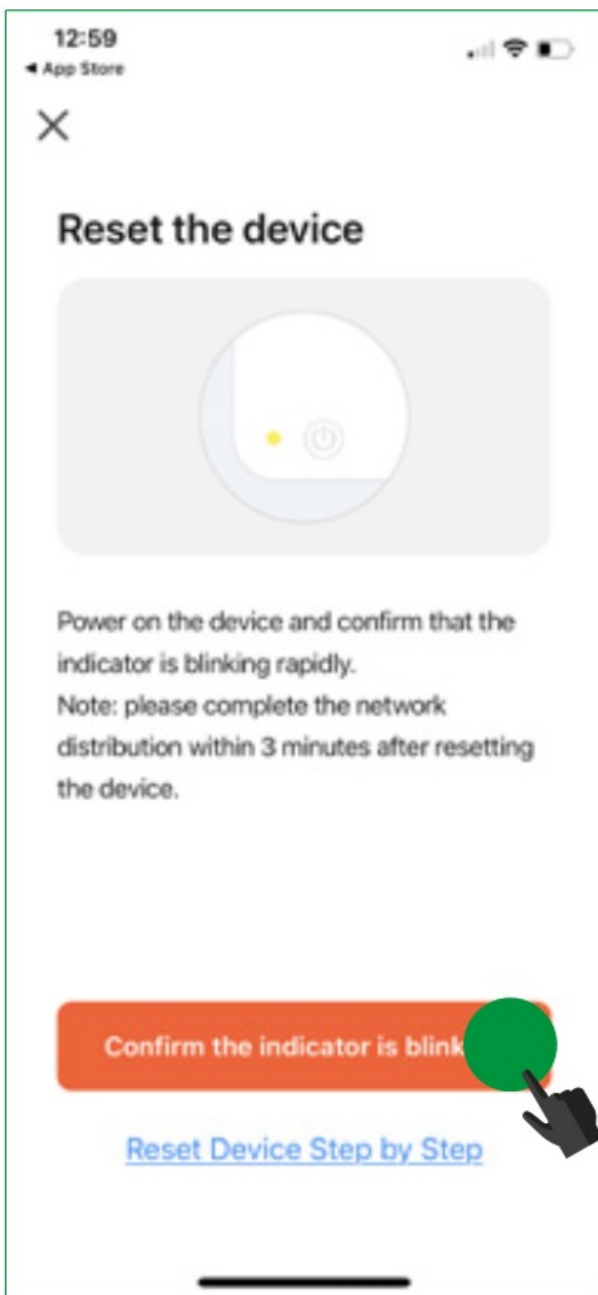 12:59
◀ App Store
Reset the device
Power on the device and confirm that the
indicator is blinking rapidly.
Note: please complete the network
distribution within 3 minutes after resetting
the device.
Confirm the indicator is blink
Reset Device Step by Step